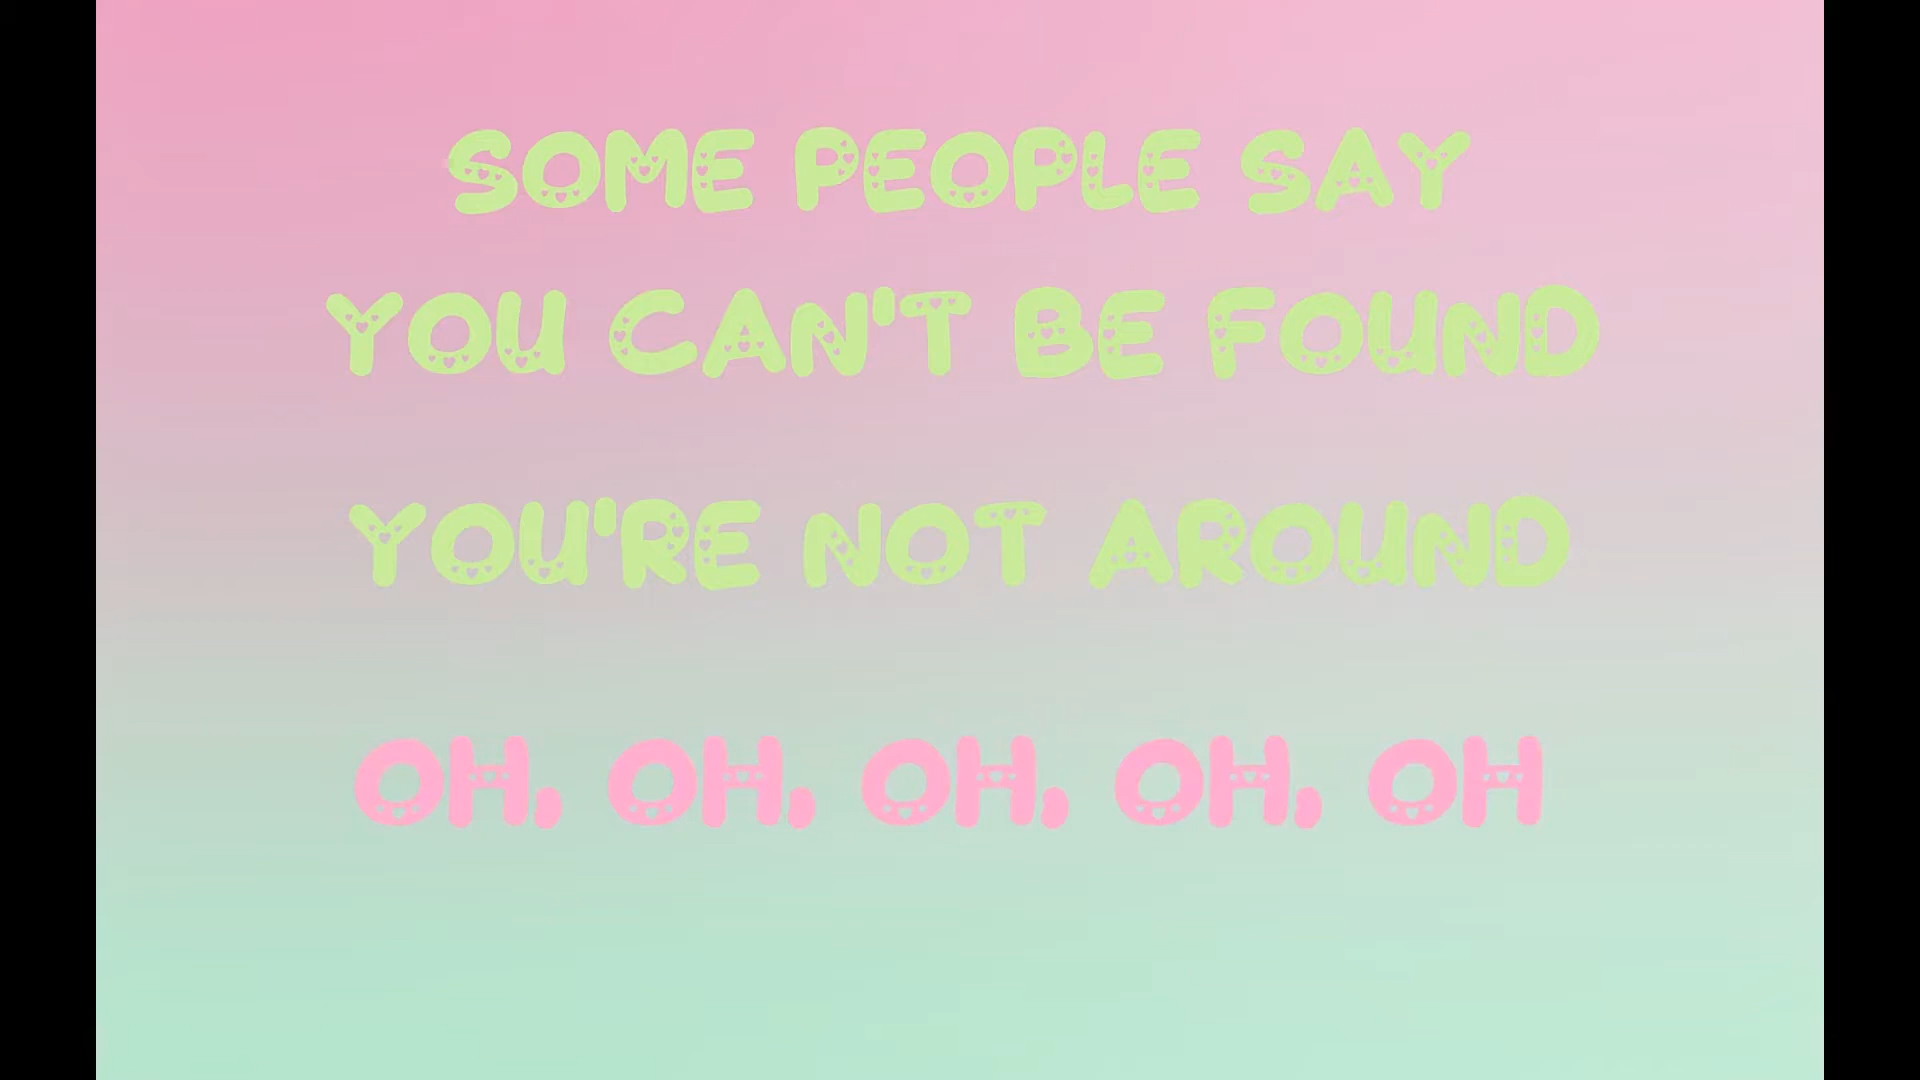 SOME PEOPLE SAY
YOU CAN'T BE FOUND
YOU'RE NOT AROUND
OH, OH, OH, OH, OH